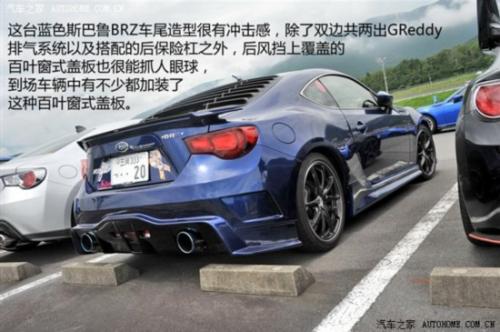 这台蓝色斯巴鲁BRZ车尾造型很有冲击感，除了双边共两出GReddy
排气系统以及搭配的后保险杠之外，后风挡上覆盖的
百叶窗式盖板也很能抓人眼球，
到场车辆中有不少都加装了
这种百叶窗式盖板。
汽车之家 AUTOHOME.COM.CN
20
汽车之家 AUTOHOME.COM.CN